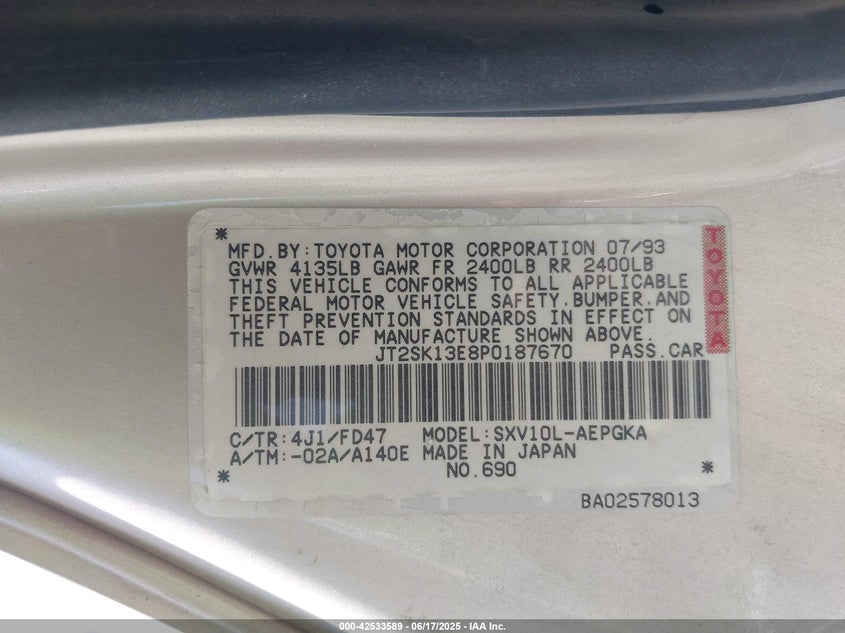 *
MFD.BY:TOYOTA MOTOR CORPORATION 07/93
GVWR 4135LB GAWR FR 2400LB RR 2400LB
THIS VEHICLE CONFORMS TO ALL APPLICABLE
FEDERAL MOTOR VEHICLE SAFETY.BUMPER.AND
THEFT PREVENTION STANDARDS IN EFFECT ON
THE DATE OF MANUFACTURE SHOWN ABOVE.
JT2SK13E8P0187670 PASS.CAR
TOYOTA
C/TR:4J1/FD47 MODEL:SXV10L-AEPGKA
A/TM:-02A/A140E MADE IN JAPAN
* NO.690 *
BA02578013
000-42533589 - 06/17/2025 - IAA Inc.